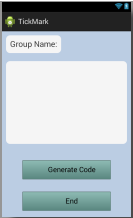 TickMark
Group Name:
Generate Code
End